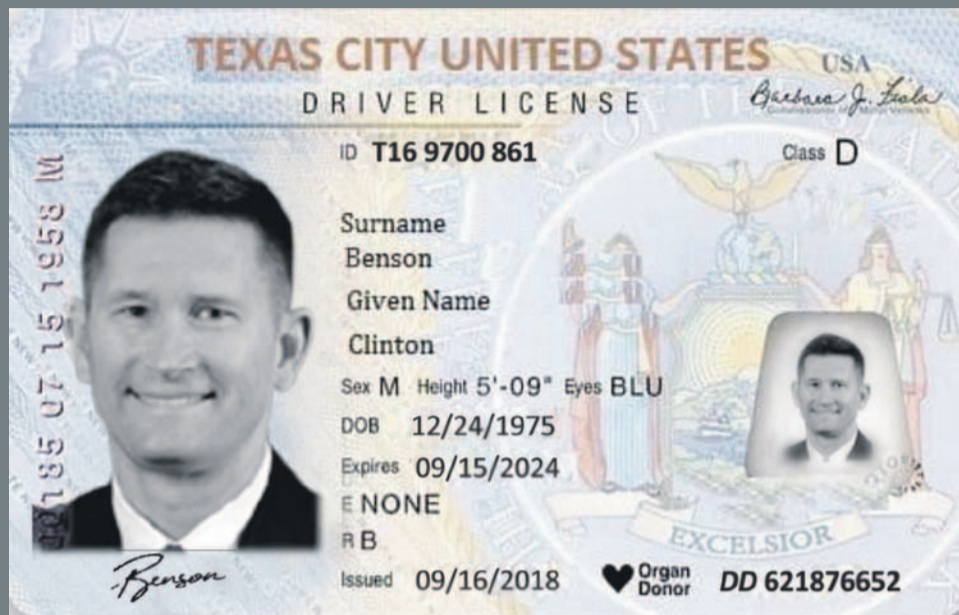 TEXAS CITY UNITED STATES
USA
DRIVER LICENSE
Barbara J. Fiala
ID T16 9700 861
Class D
Surname
Benson
Given Name
Clinton
Sex M Height 5'-09" Eyes BLU
DOB 12/24/1975
Expires 09/15/2024
E NONE
R B
Issued 09/16/2018
Organ
Donor
DD 621876652
Benson
EXCELSIOR